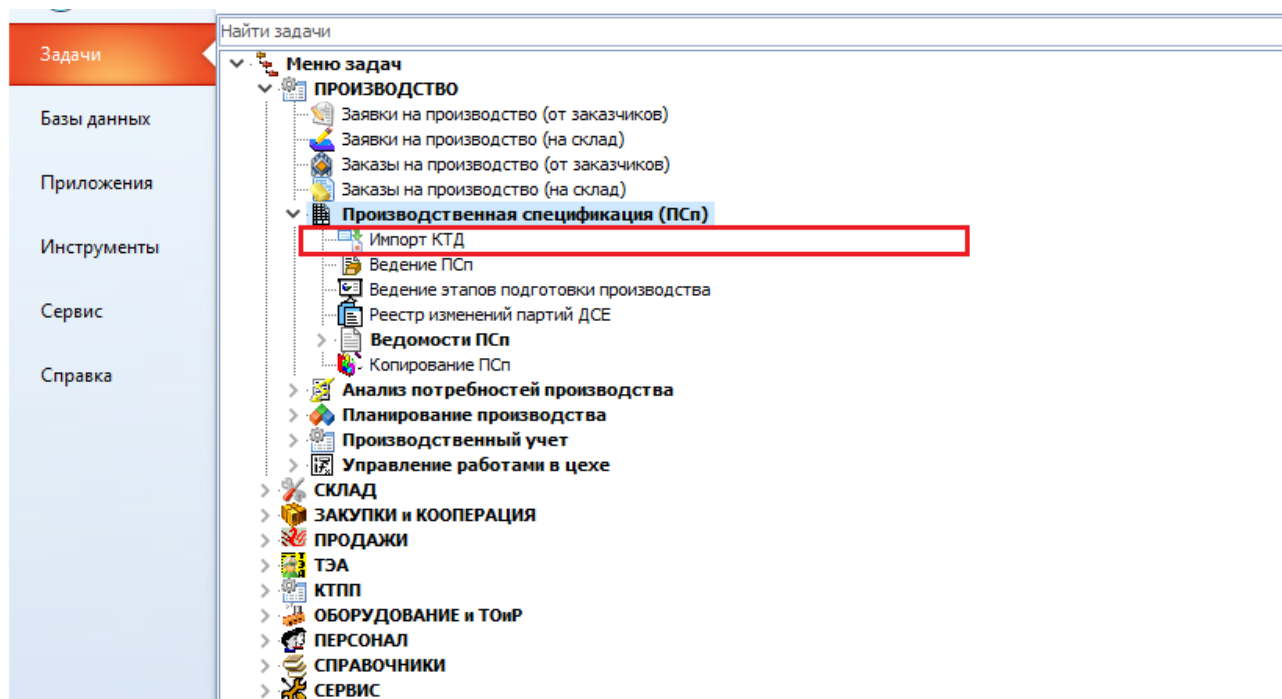 Найти задачи
Задачи
Базы данных
Приложения
Инструменты
Сервис
Справка
Меню задач
ПРОИЗВОДСТВО
Заявки на производство (от заказчиков)
Заявки на производство (на склад)
Заказы на производство (от заказчиков)
Заказы на производство (на склад)
Производственная спецификация (ПСп)
Импорт КТД
Ведение ПСп
Ведение этапов подготовки производства
Реестр изменений партий ДСЕ
Ведомости ПСп
Копирование ПСп
Анализ потребностей производства
Планирование производства
Производственный учет
Управление работами в цехе
СКЛАД
ЗАКУПКИ и КООПЕРАЦИЯ
ПРОДАЖИ
ТЭА
КТПП
ОБОРУДОВАНИЕ и ТОиР
ПЕРСОНАЛ
СПРАВОЧНИКИ
СЕРВИС